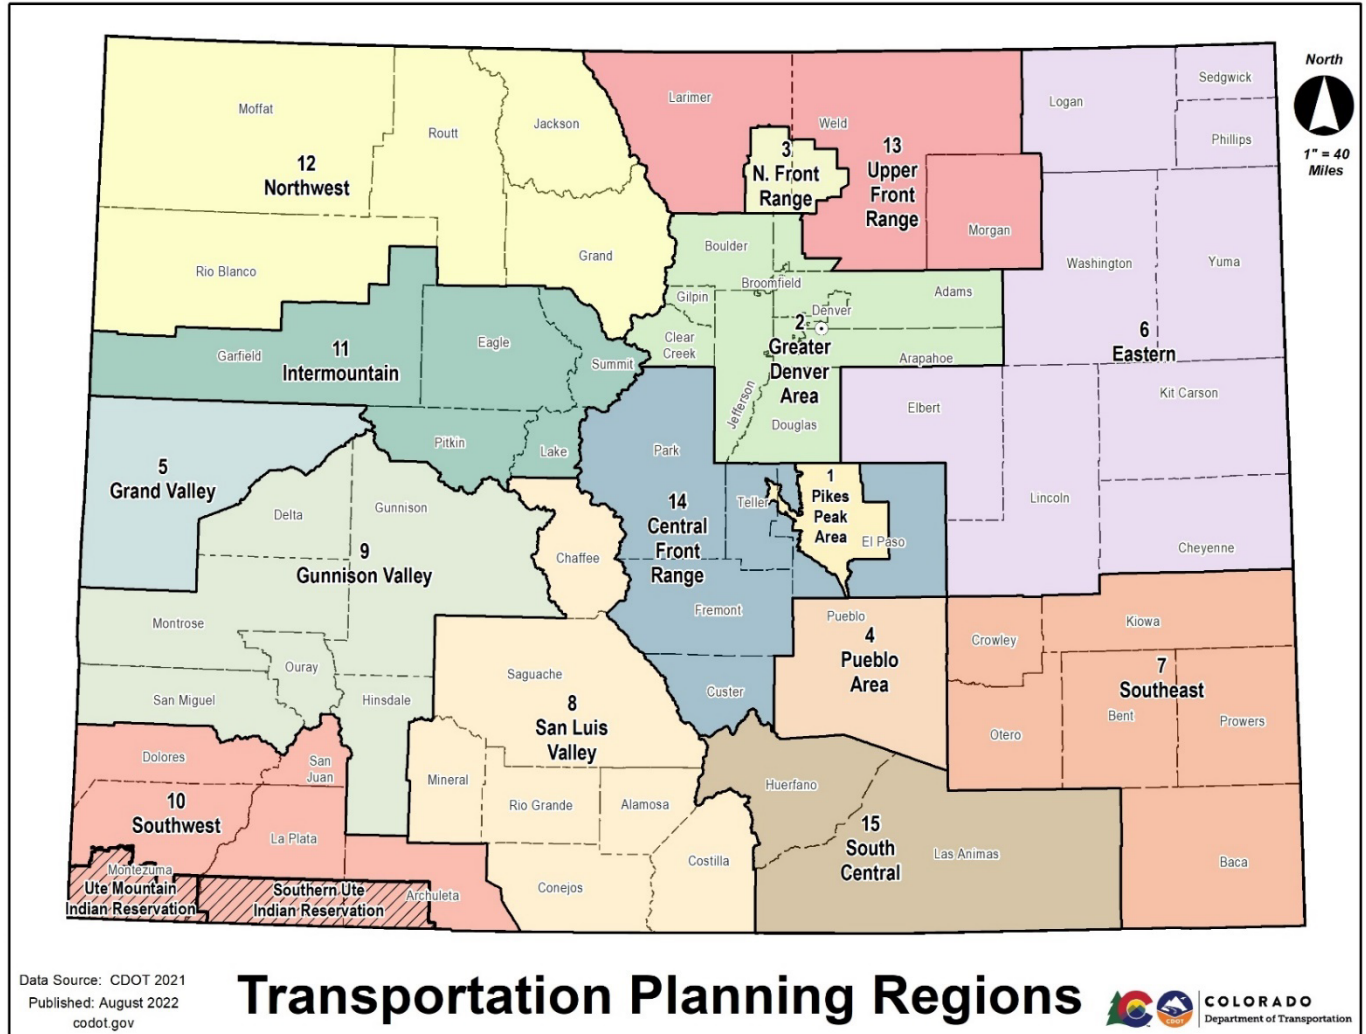 North
1" = 40
Miles
Moffat
Routt
Jackson
Larimer
Weld
Logan
Sedgwick
Phillips
12
Northwest
3
N. Front
Range
13
Upper
Front
Range
Morgan
Washington
Yuma
Rio Blanco
Grand
Boulder
Broomfield
Gilpin
Adams
Denver
Clear
Creek
2
Greater
Denver
Area
Arapahoe
Jefferson
Douglas
6
Eastern
Garfield
11
Intermountain
Eagle
Summit
Pitkin
Lake
Elbert
Kit Carson
Lincoln
Cheyenne
5
Grand Valley
Delta
Gunnison
9
Gunnison Valley
Chaffee
Park
14
Central
Front
Range
Teller
1
Pikes
Peak
Area
El Paso
Fremont
Custer
Pueblo
4
Pueblo
Area
Crowley
Kiowa
7
Southeast
Otero
Bent
Prowers
Baca
Montrose
Ouray
San Miguel
Hinsdale
Saguache
8
San Luis
Valley
Mineral
Rio Grande
Alamosa
Conejos
Costilla
Dolores
San
Juan
10
Southwest
La Plata
Montezuma
Ute Mountain
Indian Reservation
Southern Ute
Indian Reservation
Archuleta
Huerfano
15
South
Central
Las Animas
Data Source: CDOT 2021
Published: August 2022
codot.gov
Transportation Planning Regions
CDOT
COLORADO
Department of Transportation